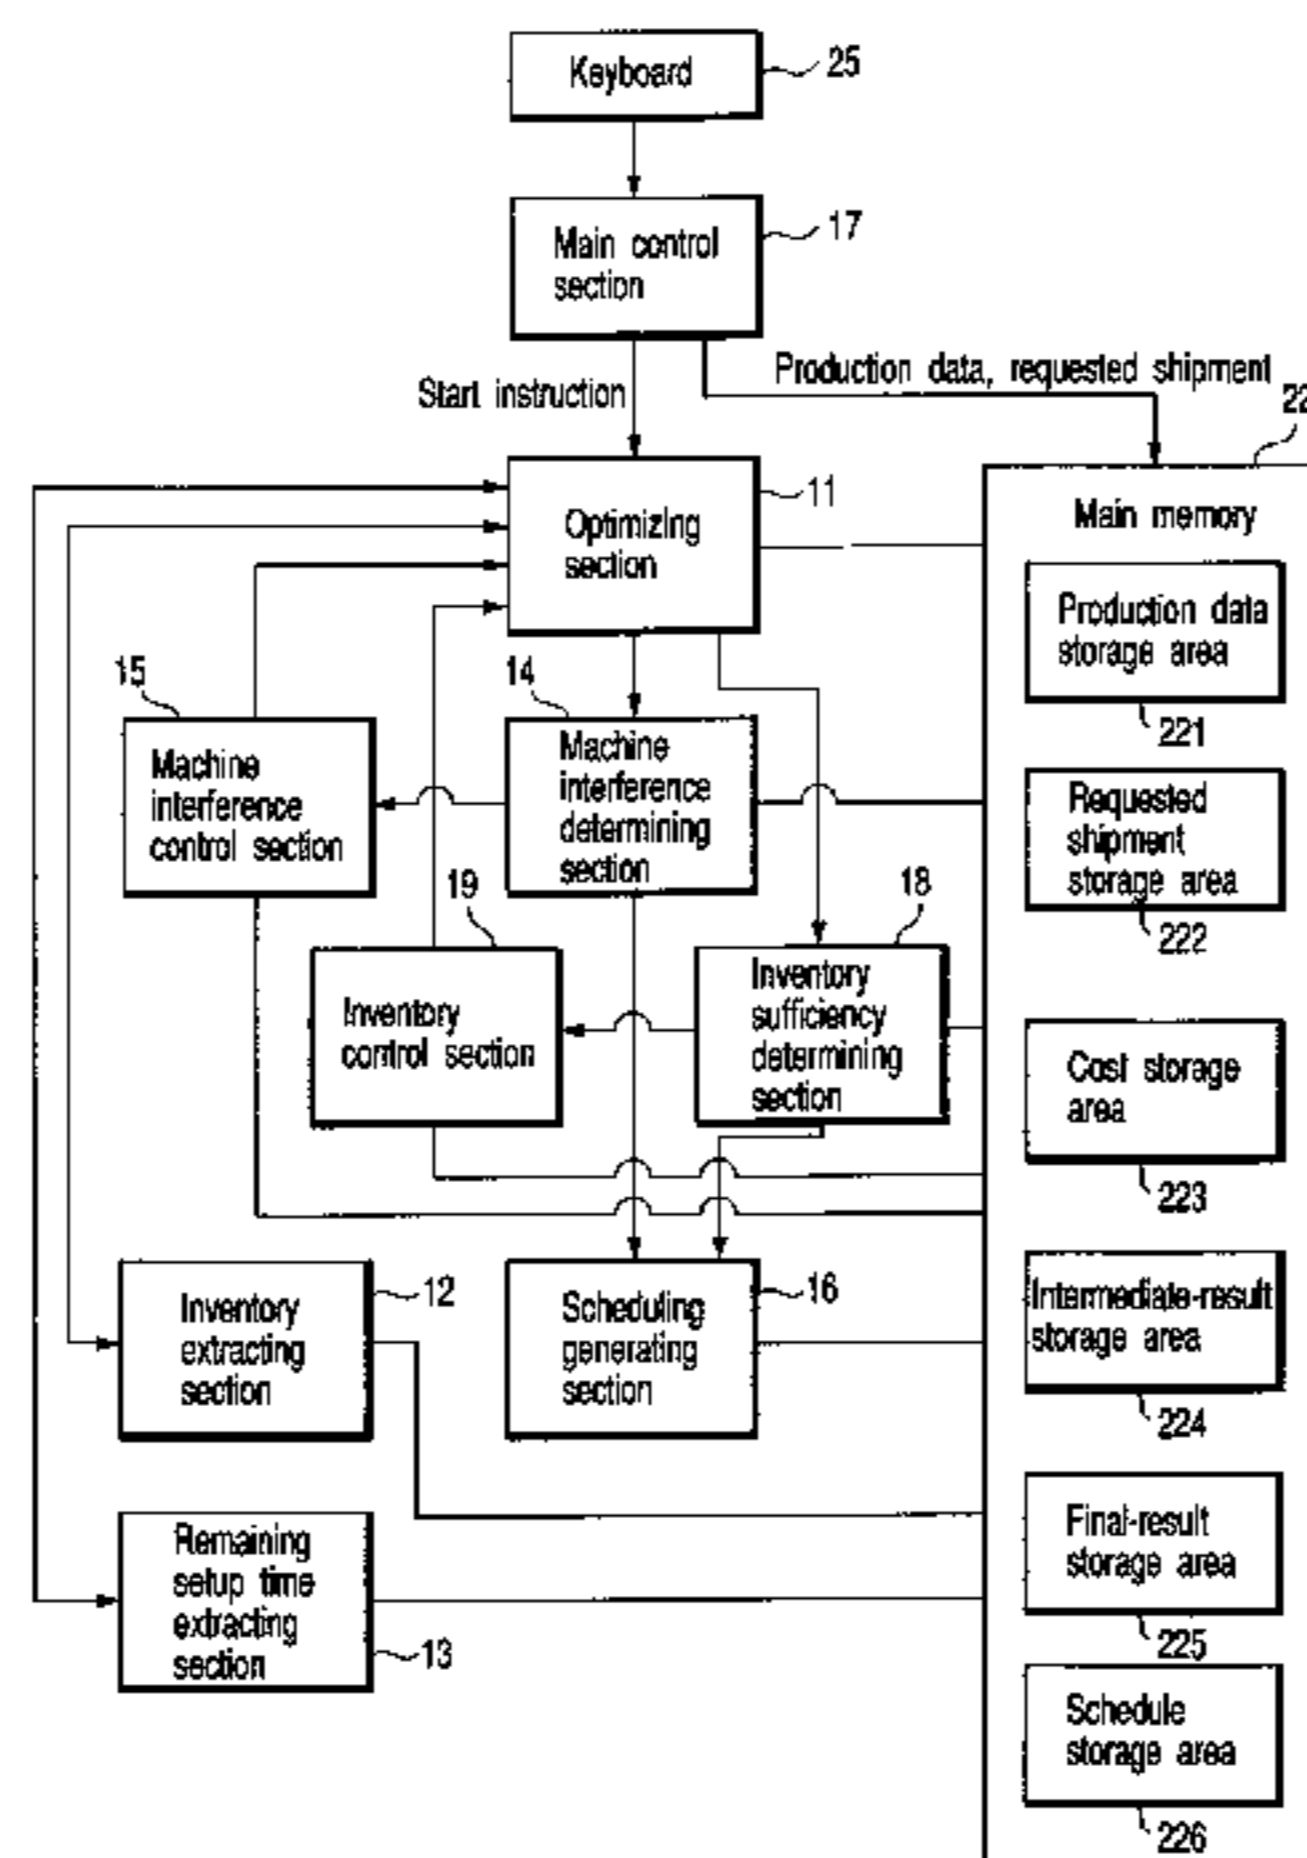 Keyboard
25
Main control
section
17
Start instruction
Production data, requested shipment
22
Optimizing
section
11
Main memory
Production data
storage area
221
15
Machine
interference
control section
14
Machine
interference
determining
section
Requested
shipment
storage area
222
19
Inventory
control section
18
Inventory
sufficiency
determining
section
Cost storage
area
223
Inventory
extracting
section
12
Scheduling
generating
section
16
Intermediate-result
storage area
224
Remaining
setup time
extracting
section
13
Final-result
storage area
225
Schedule
storage area
226